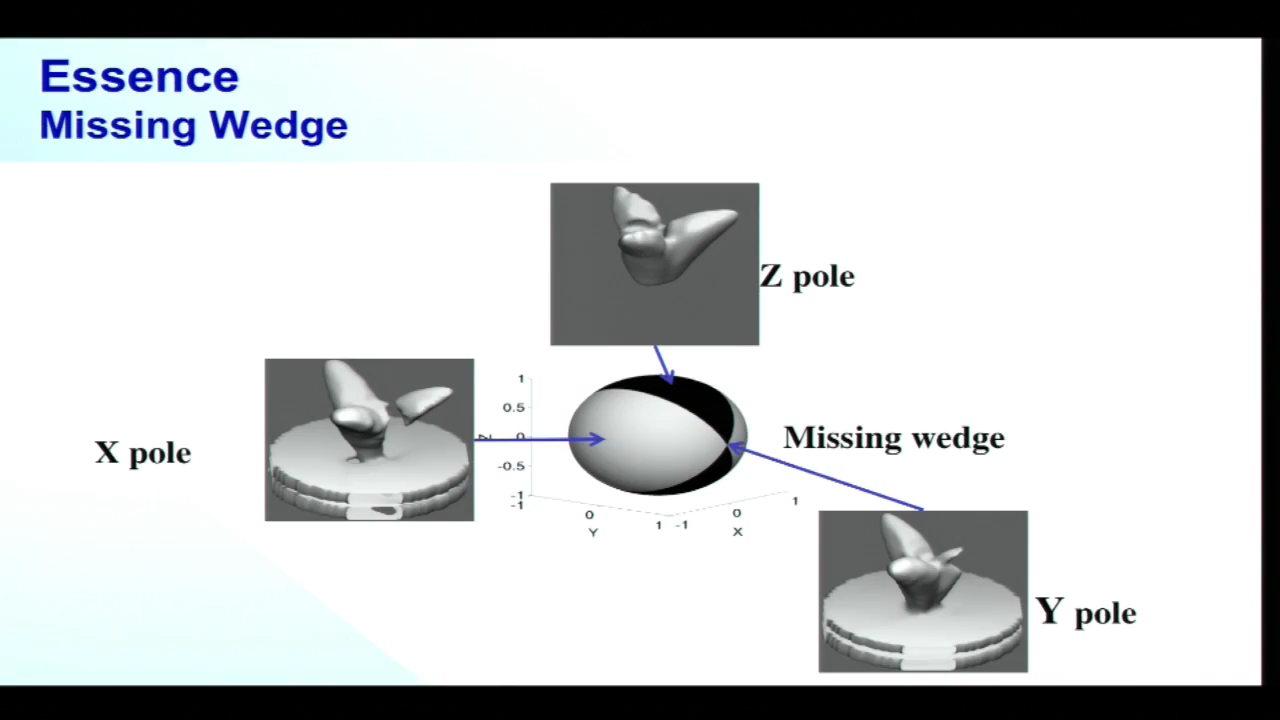 Essence
Missing Wedge
Z pole
X pole
Missing wedge
Y pole
1
0.5
0
-0.5
-1
-1
0
1
-1
0
1
Z
Y
X